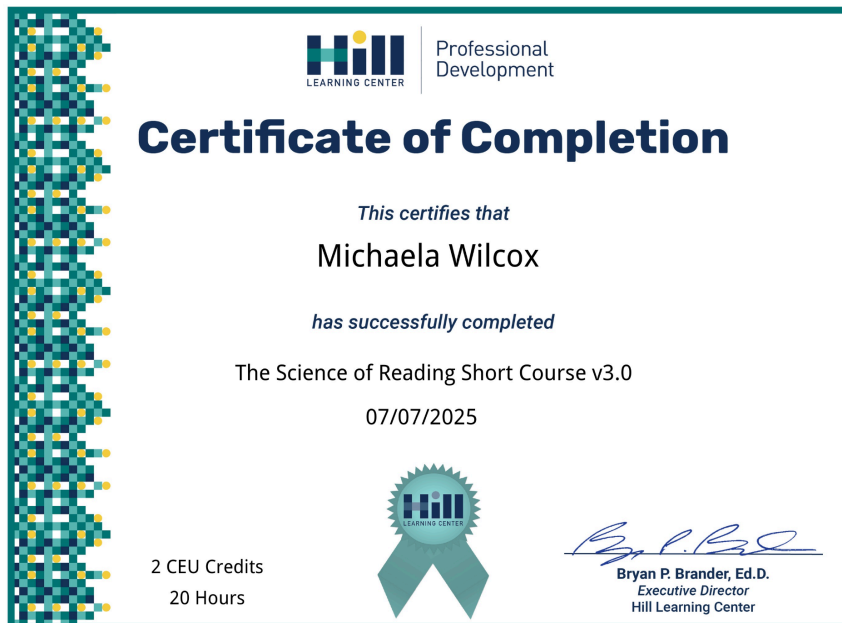 Hill
LEARNING CENTER
Professional
Development
Certificate of Completion
This certifies that
Michaela Wilcox
has successfully completed
The Science of Reading Short Course v3.0
07/07/2025
Hill
LEARNING CENTER
2 CEU Credits
20 Hours
Bryan P. Brander, Ed.D.
Executive Director
Hill Learning Center